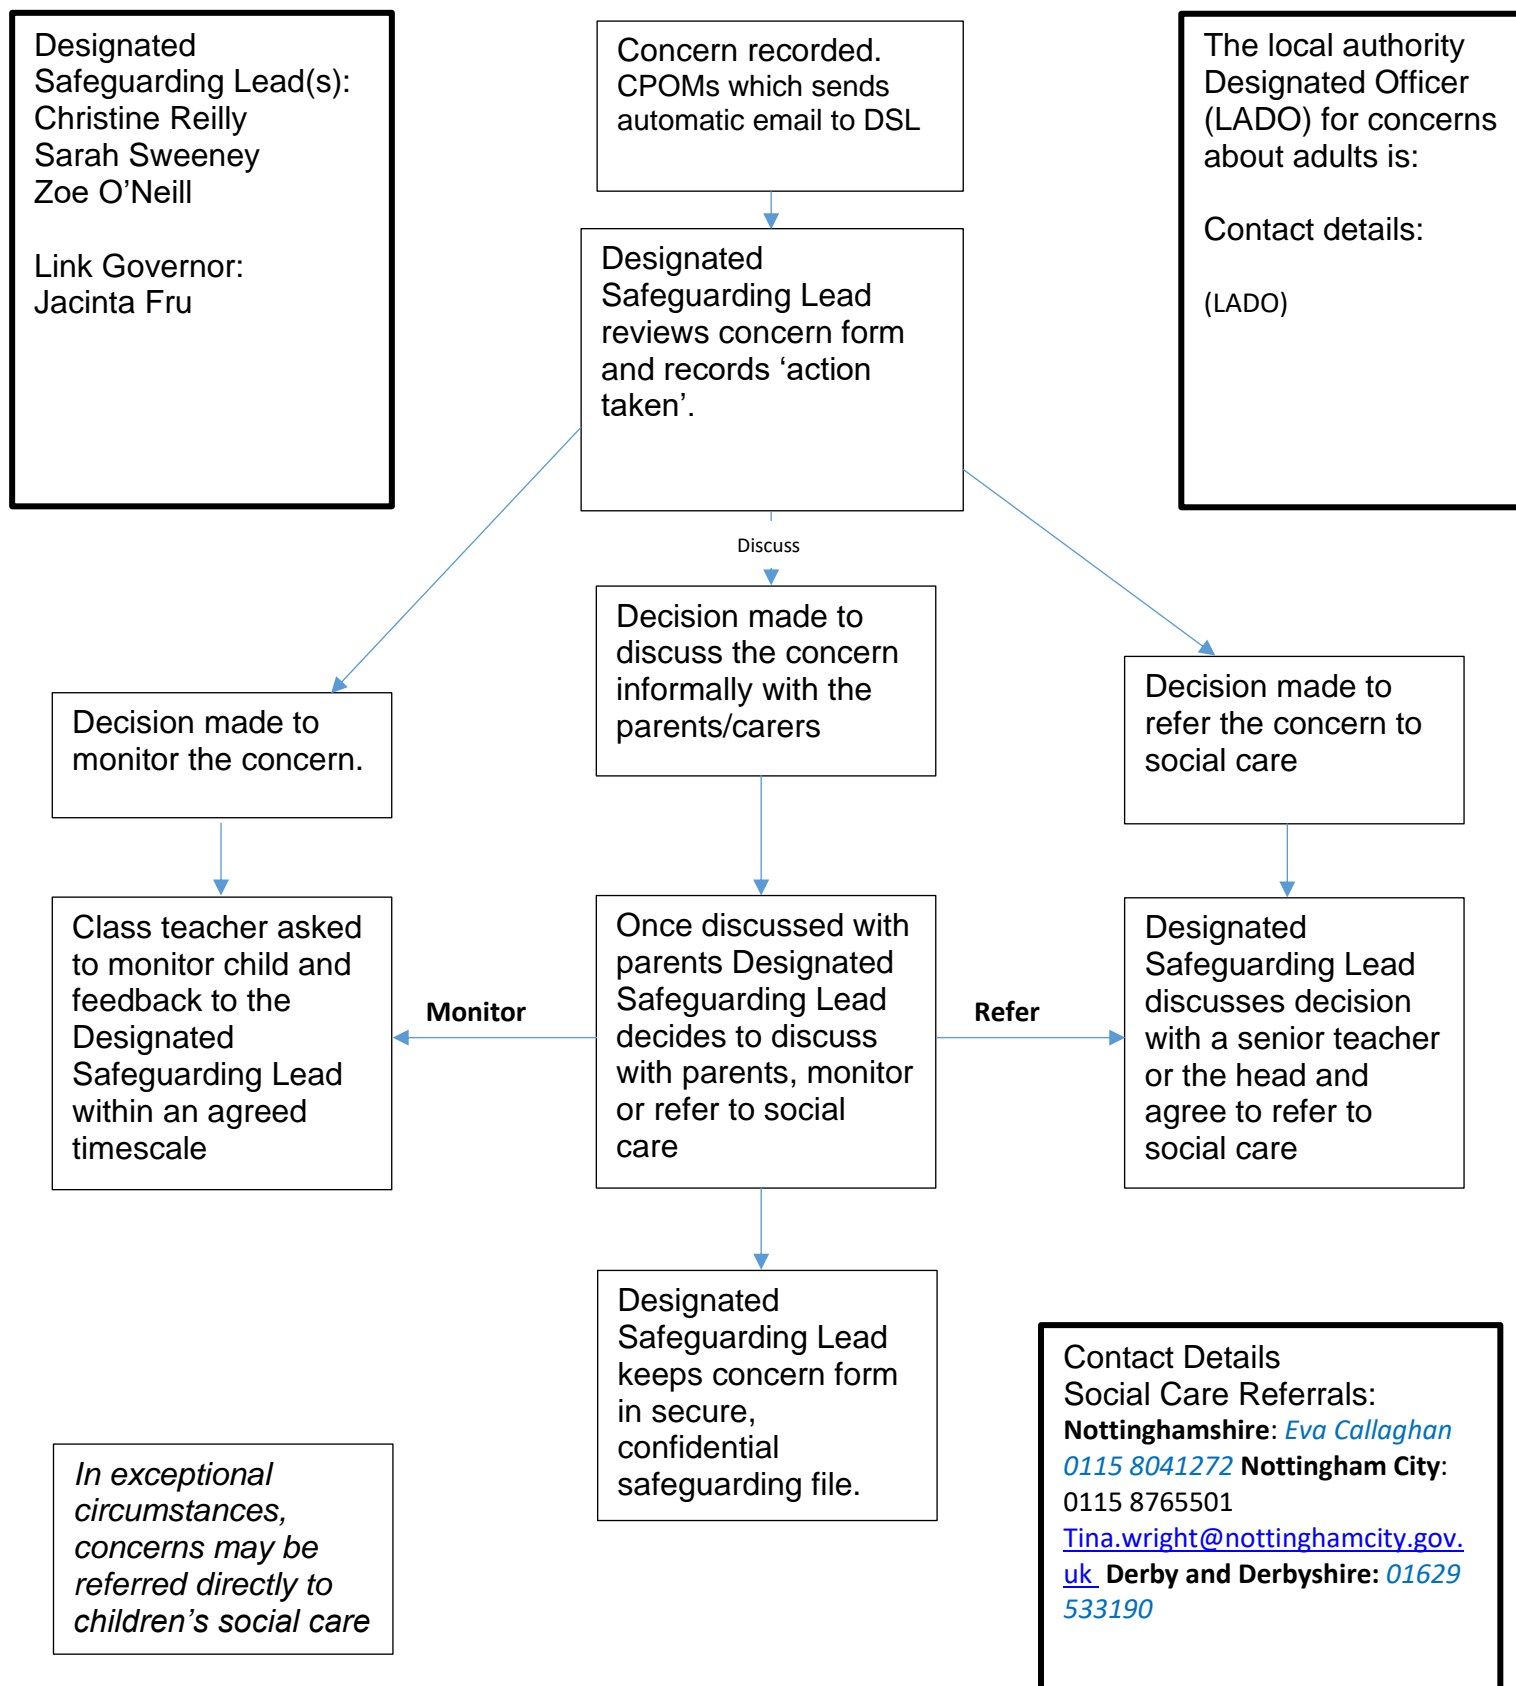 Designated
Safeguarding Lead(s):
Christine Reilly
Sarah Sweeney
Zoe O’Neill
Link Governor:
Jacinta Fru
Concern recorded.
CPOMs which sends
automatic email to DSL
The local authority
Designated Officer
(LADO) for concerns
about adults is:
Contact details:
(LADO)
Designated
Safeguarding Lead
reviews concern form
and records ‘action
taken’.
Discuss
Decision made to
monitor the concern.
Decision made to
discuss the concern
informally with the
parents/carers
Decision made to
refer the concern to
social care
Class teacher asked
to monitor child and
feedback to the
Designated
Safeguarding Lead
within an agreed
timescale
Monitor
Once discussed with
parents Designated
Safeguarding Lead
decides to discuss
with parents, monitor
or refer to social
care
Refer
Designated
Safeguarding Lead
discusses decision
with a senior teacher
or the head and
agree to refer to
social care
Designated
Safeguarding Lead
keeps concern form
in secure,
confidential
safeguarding file.
In exceptional
circumstances,
concerns may be
referred directly to
children’s social care
Contact Details
Social Care Referrals:
Nottinghamshire: Eva Callaghan
0115 8041272 Nottingham City:
0115 8765501
Tina.wright@nottinghamcity.gov.
uk Derby and Derbyshire: 01629
533190